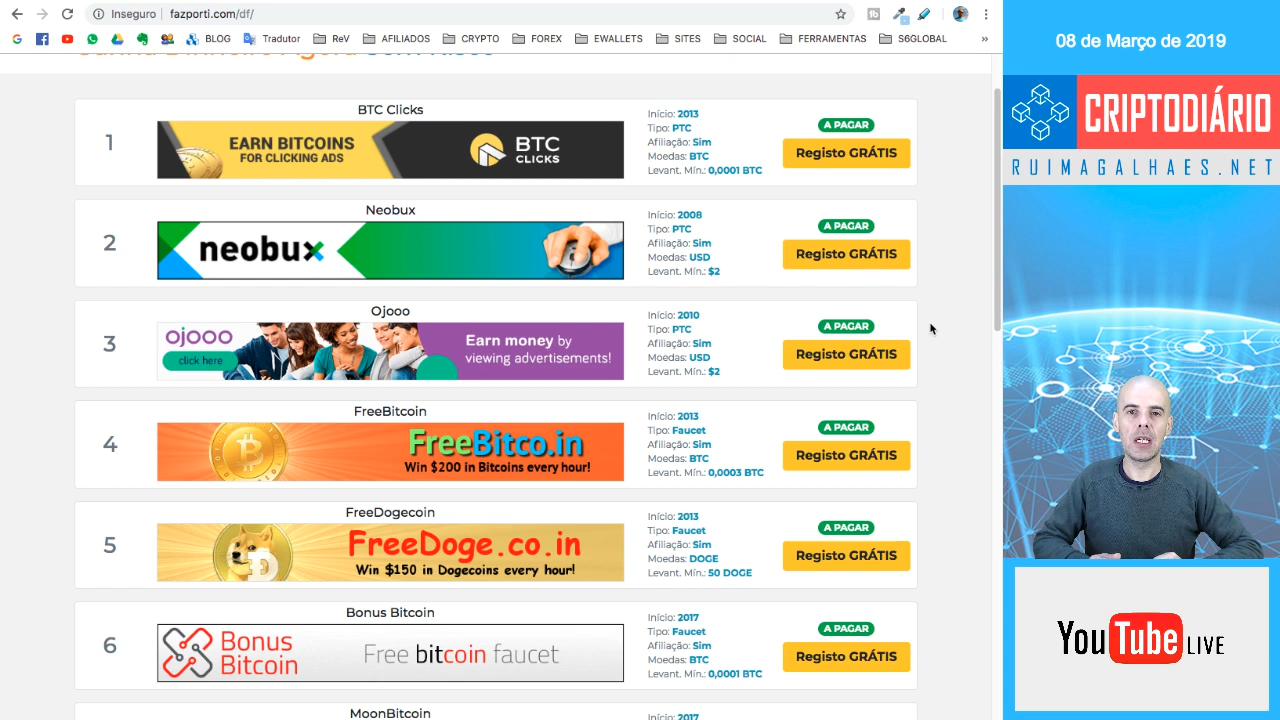 Inseguro
fazporti.com/df/
BLOG
Tradutor
ReV
AFILIADOS
CRYPTO
FOREX
EWALLETS
SITES
SOCIAL
FERRAMENTAS
S6GLOBAL
»
1
BTC Clicks
EARN BITCOINS
FOR CLICKING ADS
BTC
CLICKS
Início: 2013
Tipo: PTC
Afiliação: Sim
Moedas: BTC
Levant. Mín.: 0,0001 BTC
A PAGAR
Registo GRÁTIS
2
Neobux
neobux
Início: 2008
Tipo: PTC
Afiliação: Sim
Moedas: USD
Levant. Mín.: $2
A PAGAR
Registo GRÁTIS
3
Ojooo
ojooo
click here
Earn money by
viewing advertisements!
Início: 2010
Tipo: PTC
Afiliação: Sim
Moedas: USD
Levant. Mín.: $2
A PAGAR
Registo GRÁTIS
4
FreeBitcoin
FreeBitco.in
Win $200 in Bitcoins every hour!
Início: 2013
Tipo: Faucet
Afiliação: Sim
Moedas: BTC
Levant. Mín.: 0,0003 BTC
A PAGAR
Registo GRÁTIS
5
FreeDogecoin
FreeDoge.co.in
Win $150 in Dogecoins every hour!
Início: 2013
Tipo: Faucet
Afiliação: Sim
Moedas: DOGE
Levant. Mín.: 50 DOGE
A PAGAR
Registo GRÁTIS
6
Bonus Bitcoin
Bonus
Bitcoin
Free bitcoin faucet
Início: 2017
Tipo: Faucet
Afiliação: Sim
Moedas: BTC
Levant. Mín.: 0,0001 BTC
A PAGAR
Registo GRÁTIS
MoonBitcoin
Início: 2017
08 de Março de 2019
CRIPTODIÁRIO
RUIMAGALHAES.NET
YouTube LIVE